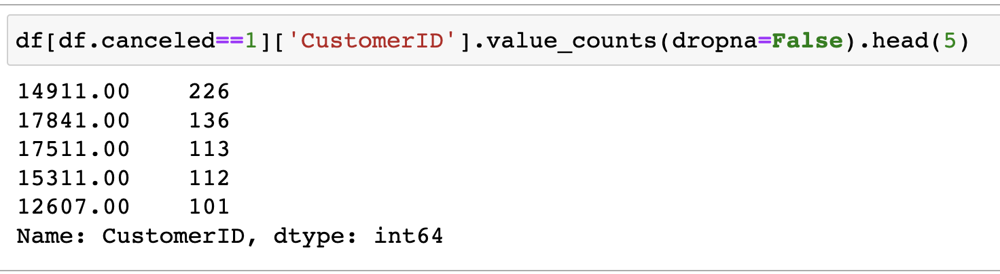 df[df.canceled==1]['CustomerID'].value_counts(dropna=False).head(5)
14911.00    226
17841.00    136
17511.00    113
15311.00    112
12607.00    101
Name: CustomerID, dtype: int64